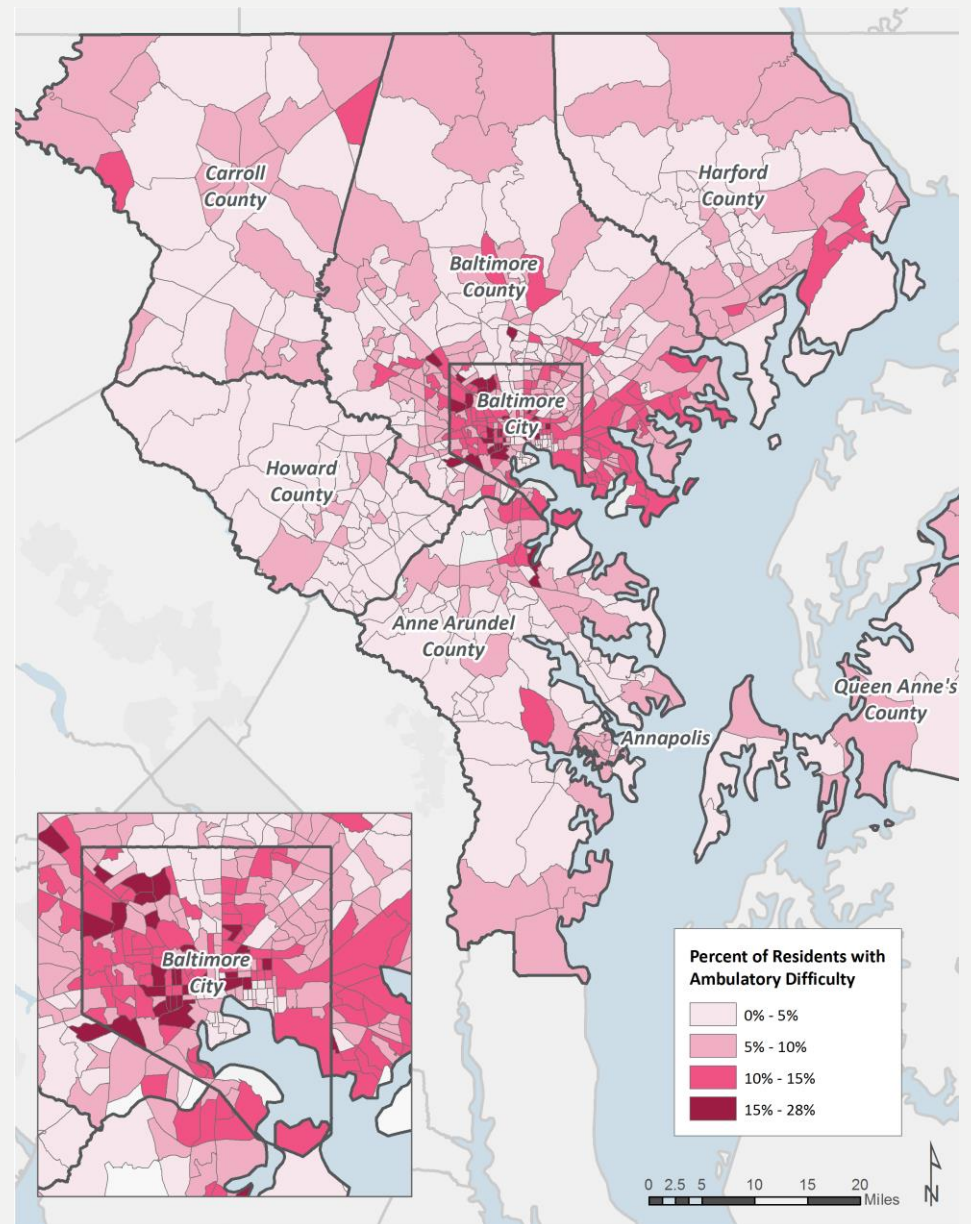 Carroll
County
Harford
County
Baltimore
County
Baltimore
City
Howard
County
Anne Arundel
County
Queen Anne's
County
Annapolis
Baltimore
City
Percent of Residents with
Ambulatory Difficulty
0% - 5%
5% - 10%
10% - 15%
15% - 28%
0 2.5 5 10 15 20
Miles
N